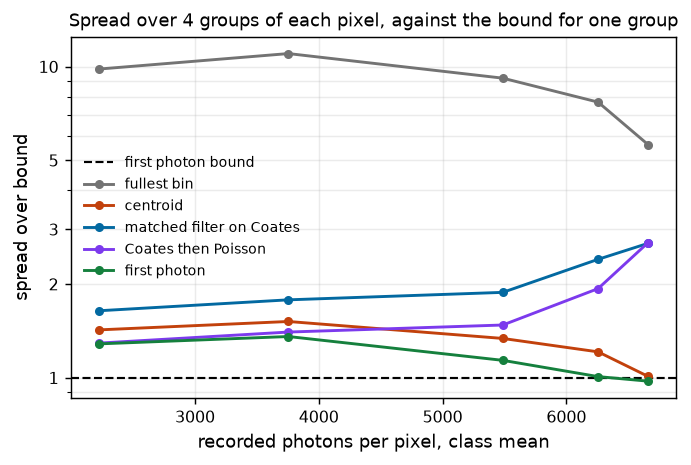 Spread over 4 groups of each pixel, against the bound for one group
spread over bound
10
5
3
2
1
first photon bound
fullest bin
centroid
matched filter on Coates
Coates then Poisson
first photon
3000 4000 5000 6000
recorded photons per pixel, class mean